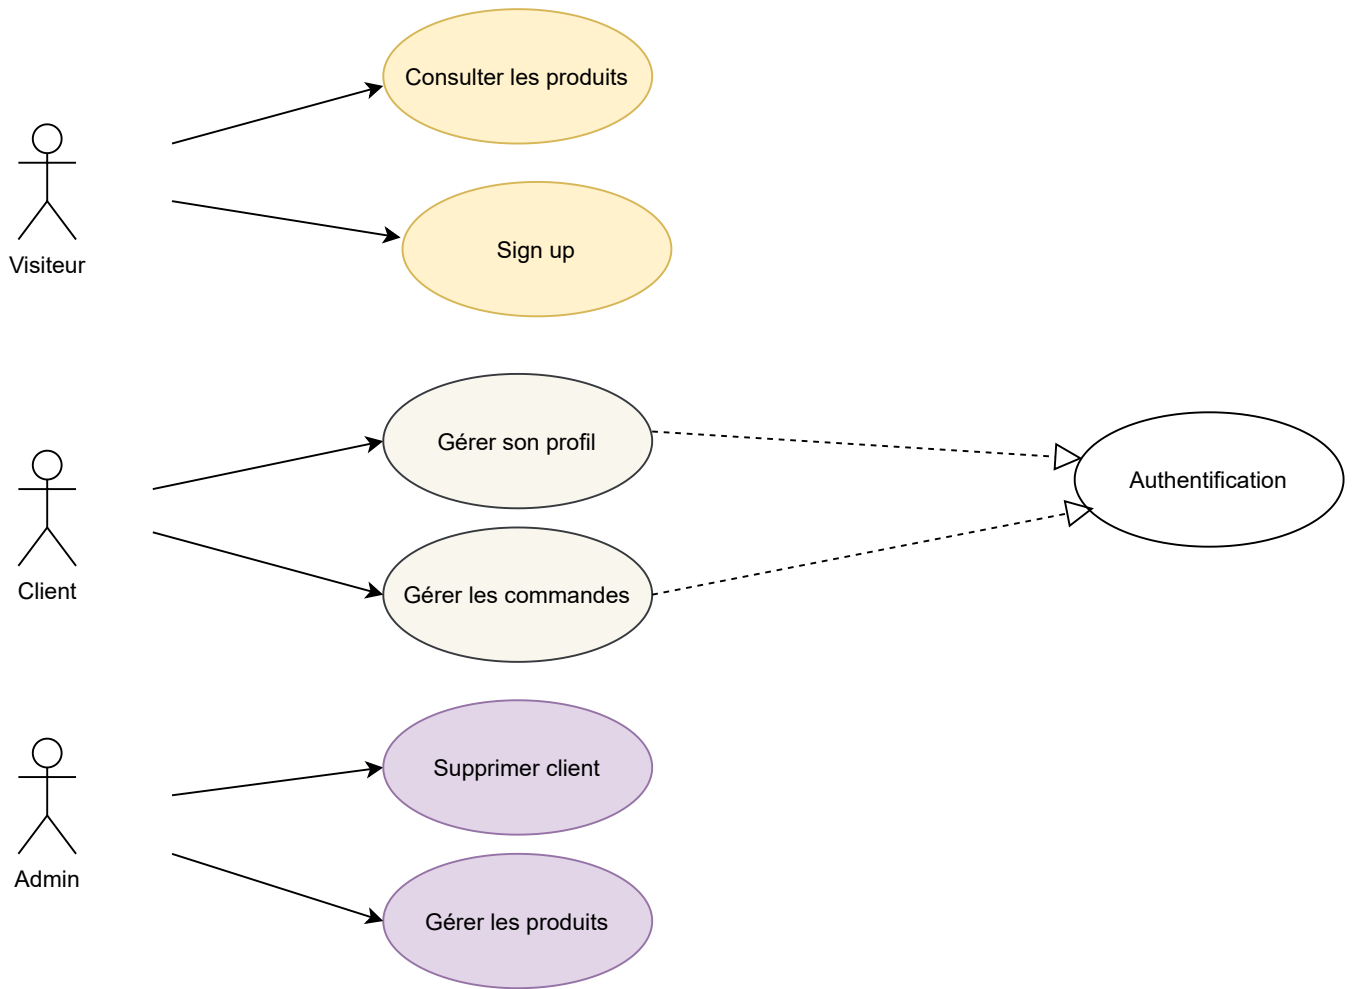 Consulter les produits
Visiteur
Sign up
Gérer son profil
Authentification
Client
Gérer les commandes
Supprimer client
Admin
Gérer les produits